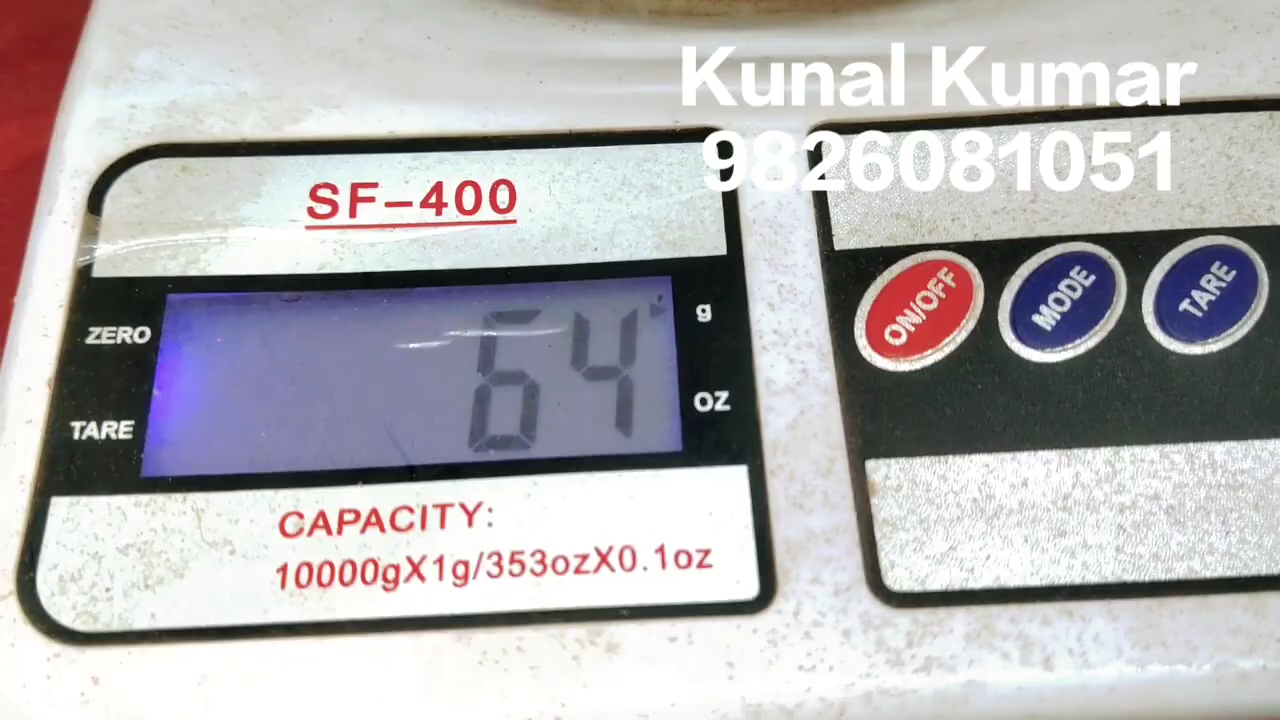 Kunal Kumar
9826081051
SF-400
ZERO
TARE
64
g
OZ
CAPACITY:
10000gX1g/353ozX0.1oz
ON/OFF
MODE
TARE